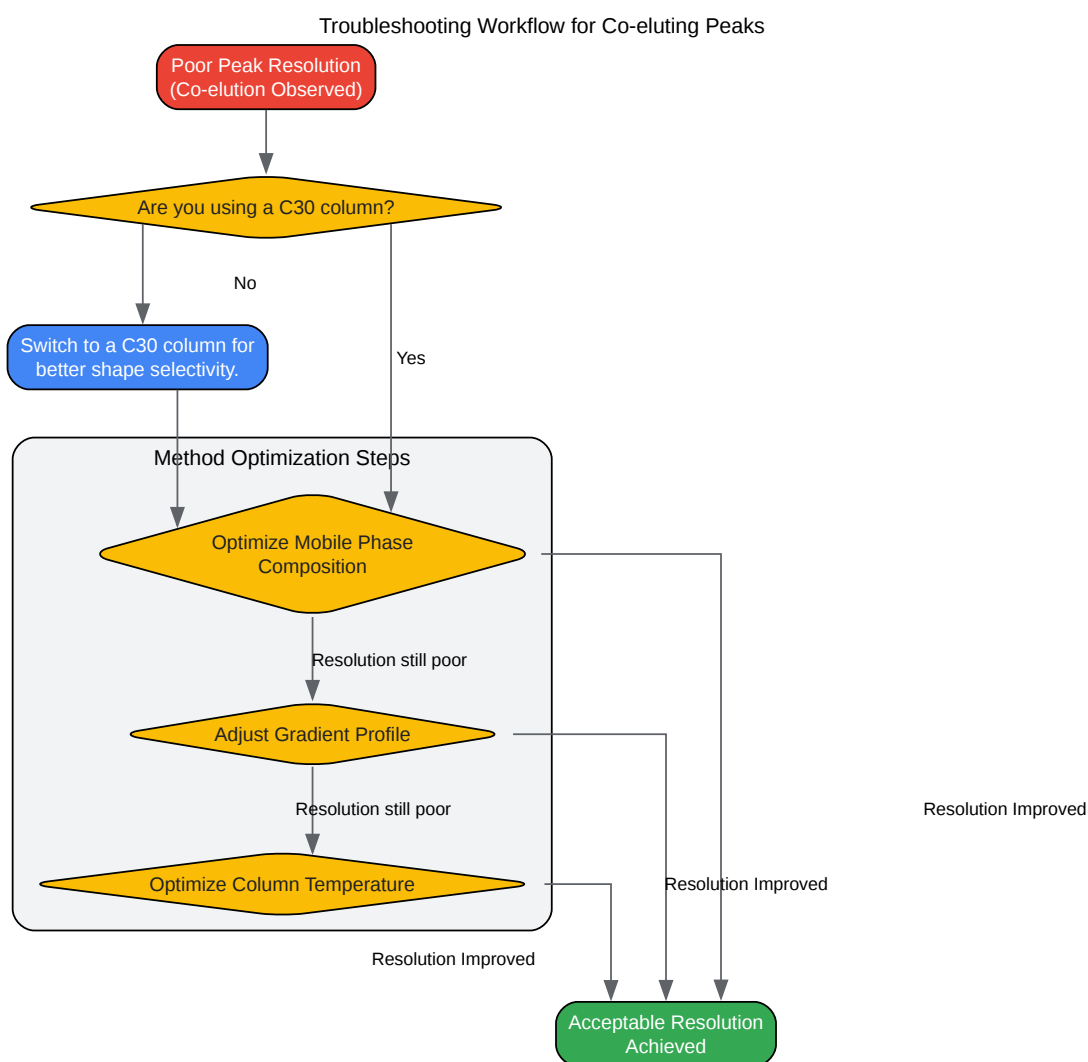 Troubleshooting Workflow for Co-eluting Peaks
Poor Peak Resolution
(Co-elution Observed)
Are you using a C30 column?
No
Switch to a C30 column for
better shape selectivity.
Yes
Method Optimization Steps
Optimize Mobile Phase
Composition
Resolution still poor
Adjust Gradient Profile
Resolution still poor
Resolution Improved
Optimize Column Temperature
Resolution Improved
Resolution Improved
Acceptable Resolution
Achieved